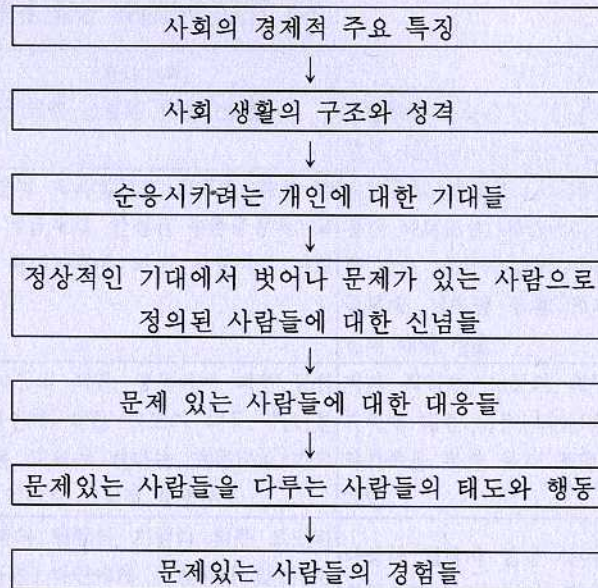 사회의 경제적 주요 특징
↓
사회 생활의 구조와 성격
↓
순응시키려는 개인에 대한 기대들
↓
정상적인 기대에서 벗어나 문제가 있는 사람으로
정의된 사람들에 대한 신념들
↓
문제 있는 사람들에 대한 대응들
↓
문제있는 사람들을 다루는 사람들의 태도와 행동
↓
문제있는 사람들의 경험들